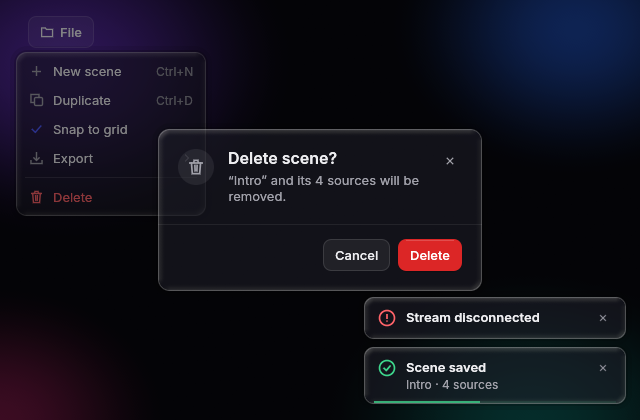 File
New scene Ctrl+N
Duplicate Ctrl+D
Snap to grid
Export
Delete
Delete scene?
“Intro” and its 4 sources will be
removed.
Cancel Delete
Stream disconnected
Scene saved
Intro · 4 sources